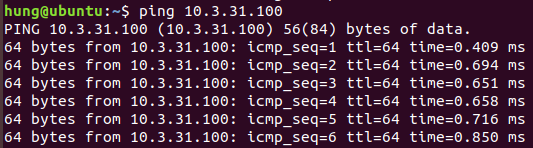 hung@ubuntu:~$ ping 10.3.31.100
PING 10.3.31.100 (10.3.31.100) 56(84) bytes of data.
64 bytes from 10.3.31.100: icmp_seq=1 ttl=64 time=0.409 ms
64 bytes from 10.3.31.100: icmp_seq=2 ttl=64 time=0.694 ms
64 bytes from 10.3.31.100: icmp_seq=3 ttl=64 time=0.651 ms
64 bytes from 10.3.31.100: icmp_seq=4 ttl=64 time=0.658 ms
64 bytes from 10.3.31.100: icmp_seq=5 ttl=64 time=0.716 ms
64 bytes from 10.3.31.100: icmp_seq=6 ttl=64 time=0.850 ms